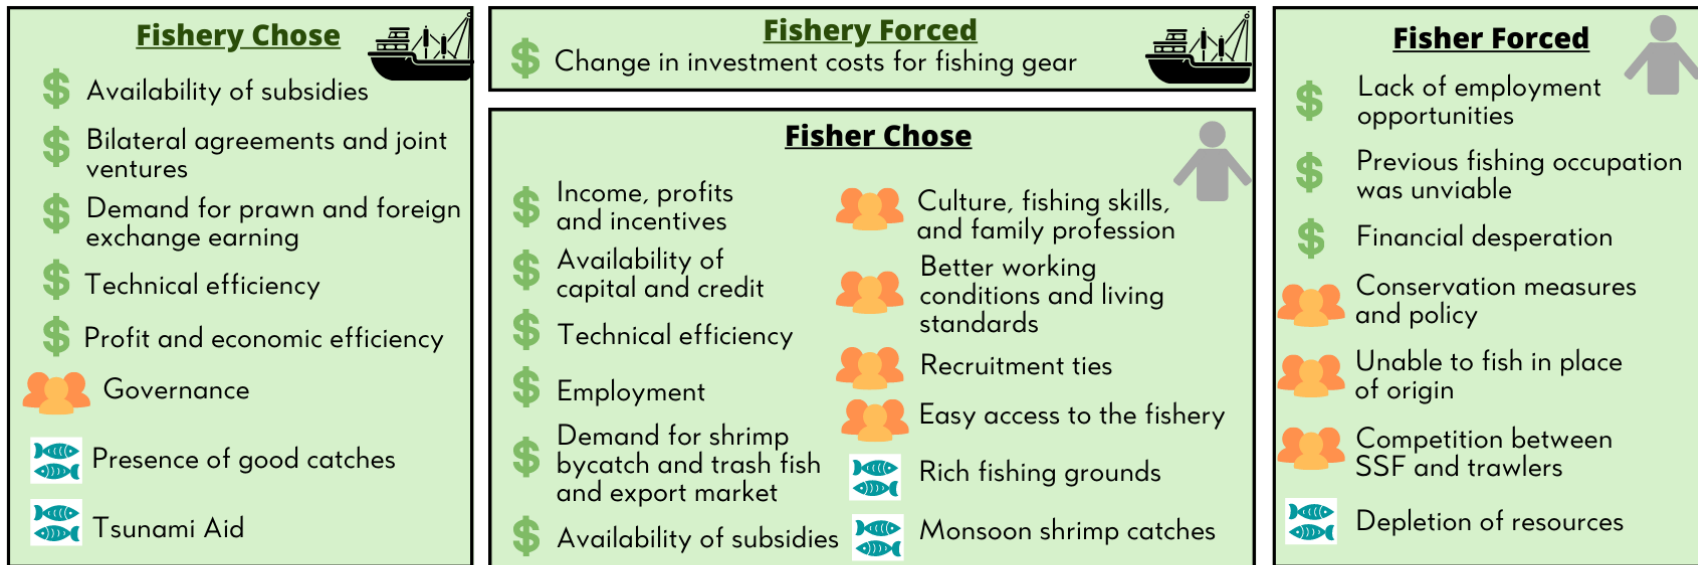 Fishery Chose
Availability of subsidies
Bilateral agreements and joint
ventures
Demand for prawn and foreign
exchange earning
Technical efficiency
Profit and economic efficiency
Governance
Presence of good catches
Tsunami Aid
Fishery Forced
Change in investment costs for fishing gear
Fisher Chose
Income, profits
and incentives
Availability of
capital and credit
Technical efficiency
Employment
Demand for shrimp
bycatch and trash fish
and export market
Availability of subsidies
Culture, fishing skills,
and family profession
Better working
conditions and living
standards
Recruitment ties
Easy access to the fishery
Rich fishing grounds
Monsoon shrimp catches
Fisher Forced
Lack of employment
opportunities
Previous fishing occupation
was unviable
Financial desperation
Conservation measures
and policy
Unable to fish in place
of origin
Competition between
SSF and trawlers
Depletion of resources